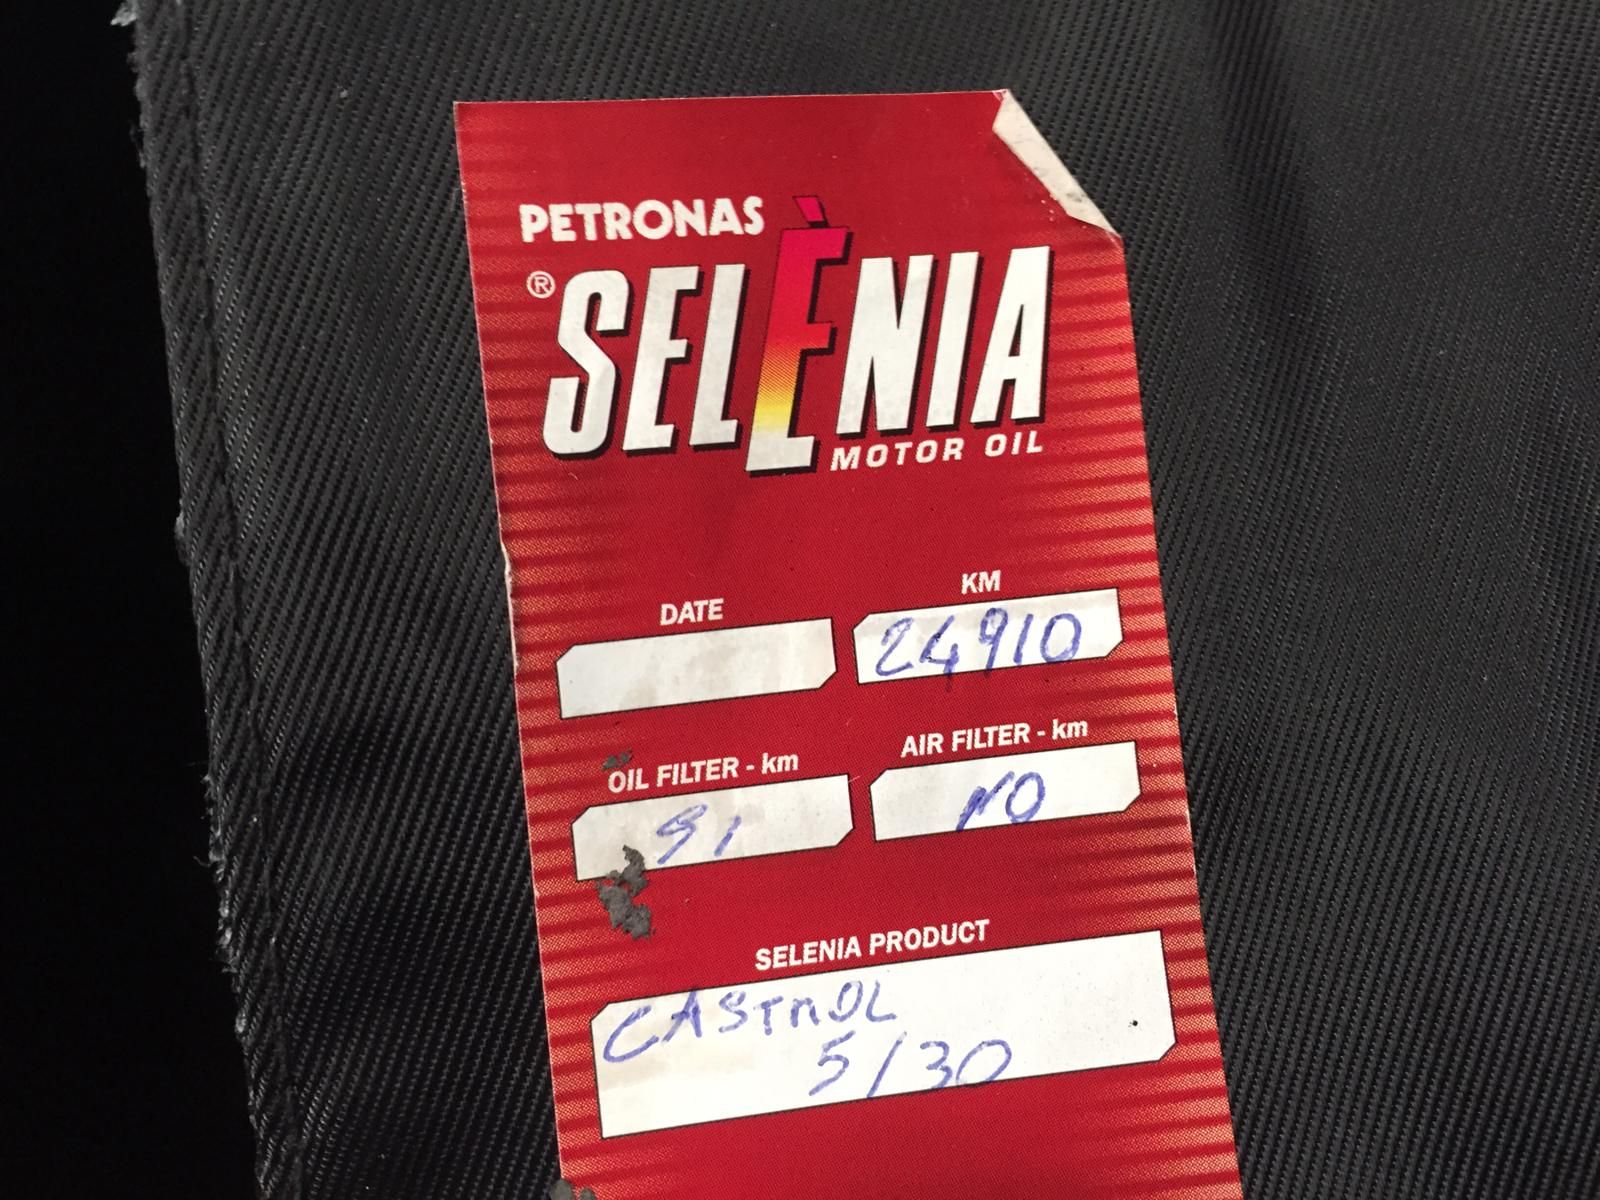 PETRONAS
® SELÈNIA
MOTOR OIL
DATE
KM
24910
OIL FILTER - km
AIR FILTER - km
SI
NO
SELENIA PRODUCT
CASTROL
5/30